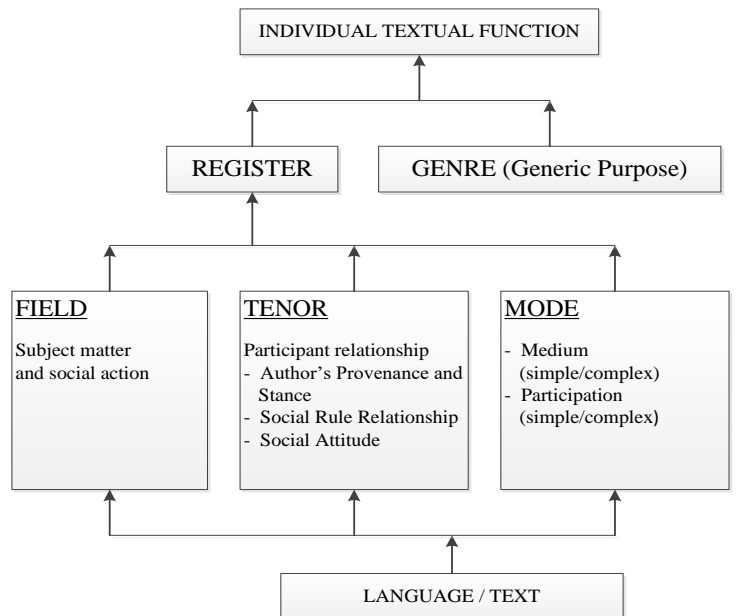 INDIVIDUAL TEXTUAL FUNCTION
REGISTER
GENRE (Generic Purpose)
FIELD
Subject matter
and social action
TENOR
Participant relationship
- Author's Provenance and
Stance
- Social Rule Relationship
- Social Attitude
MODE
- Medium
(simple/complex)
- Participation
(simple/complex)
LANGUAGE / TEXT